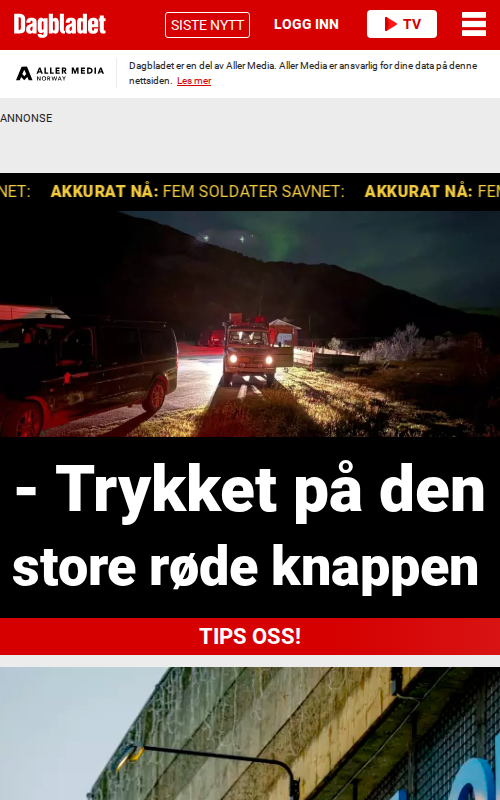 Dagbladet SISTE NYTT LOGG INN TV
ALLER MEDIA
NORWAY
Dagbladet er en del av Aller Media. Aller Media er ansvarlig for dine data på denne
nettsiden. Les mer
ANNONSE
NET: AKKURAT NÅ: FEM SOLDATER SAVNET: AKKURAT NÅ: FEM
- Trykket på den
store røde knappen
TIPS OSS!